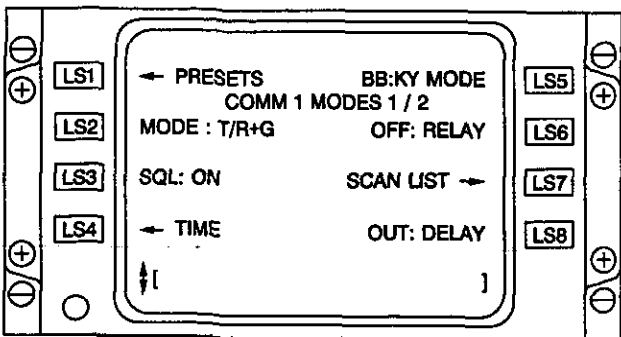 LS1 ← PRESETS BB:KY MODE LS5
COMM 1 MODES 1 / 2
LS2 MODE : T/R+G OFF: RELAY LS6
LS3 SQL: ON SCAN LIST → LS7
LS4 ← TIME OUT: DELAY LS8
↕[ ]